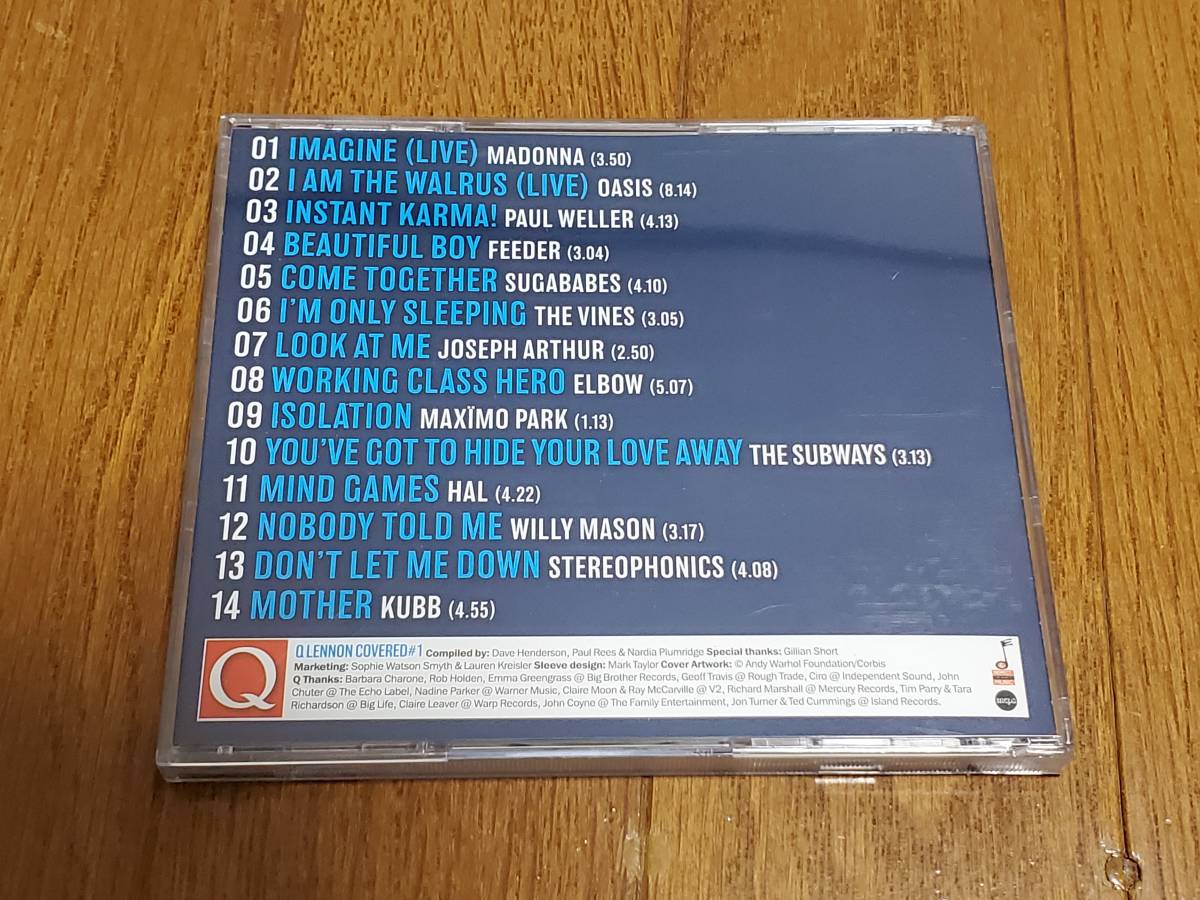 01 IMAGINE (LIVE) MADONNA (3.50)
02 I AM THE WALRUS (LIVE) OASIS (8.14)
03 INSTANT KARMA! PAUL WELLER (4.13)
04 BEAUTIFUL BOY FEEDER (3.04)
05 COME TOGETHER SUGABABES (4.10)
06 I'M ONLY SLEEPING THE VINES (3.05)
07 LOOK AT ME JOSEPH ARTHUR (2.50)
08 WORKING CLASS HERO ELBOW (5.07)
09 ISOLATION MAXÏMO PARK (1.13)
10 YOU'VE GOT TO HIDE YOUR LOVE AWAY THE SUBWAYS (3.13)
11 MIND GAMES HAL (4.22)
12 NOBODY TOLD ME WILLY MASON (3.17)
13 DON'T LET ME DOWN STEREOPHONICS (4.08)
14 MOTHER KUBB (4.55)
Q
Q LENNON COVERED#1 Compiled by: Dave Henderson, Paul Rees & Nardia Plumridge Special thanks: Gillian Short
Marketing: Sophie Watson Smyth & Lauren Kreisler Sleeve design: Mark Taylor Cover Artwork: © Andy Warhol Foundation/Corbis
Q Thanks: Barbara Charone, Rob Holden, Emma Greengrass @ Big Brother Records, Geoff Travis @ Rough Trade, Ciro @ Independent Sound, John
Chuter @ The Echo Label, Nadine Parker @ Warner Music, Claire Moon & Ray McCarville @ V2, Richard Marshall @ Mercury Records, Tim Parry & Tara
Richardson @ Big Life, Claire Leaver @ Warp Records, John Coyne @ The Family Entertainment, Jon Turner & Ted Cummings @ Island Records.
mcps